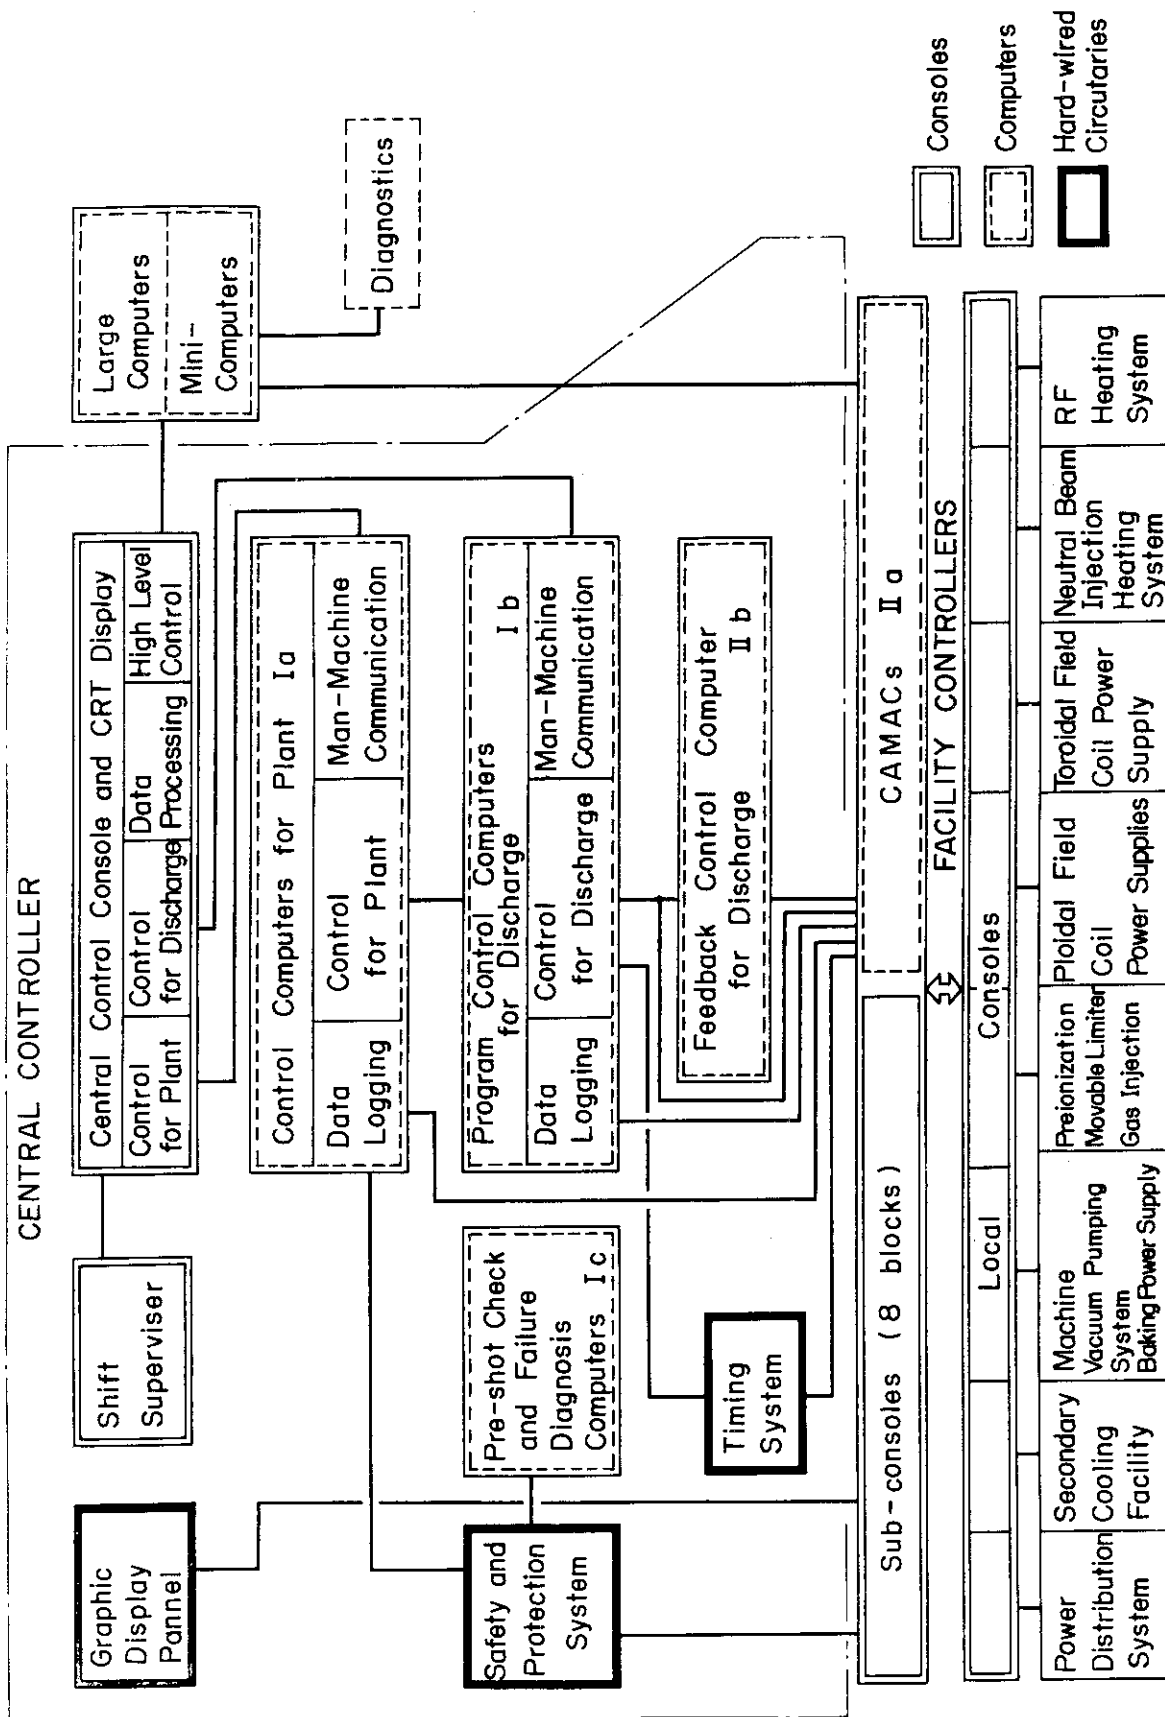 CENTRAL CONTROLLER
Graphic
Display
Pannel
Shift
Superviser
Central Control Console and CRT Display
Control
for Plant
Control
for Discharge
Data
Processing
High Level
Control
Large
Computers
Mini-
Computers
Diagnostics
Control Computers for Plant Ia
Data
Logging
Control
for Plant
Man-Machine
Communication
Safety and
Protection
System
Pre-shot Check
and Failure
Diagnosis
Computers Ic
Program Control Computers
for Discharge I b
Data
Logging
Control
for Discharge
Man-Machine
Communication
Timing
System
Feedback Control Computer
for Discharge II b
Sub-consoles (8 blocks)
CAMACs II a
FACILITY CONTROLLERS
Local Consoles
Power
Distribution
System
Secondary
Cooling
Facility
Machine
Vacuum Pumping
System
Baking Power Supply
Preionization
Movable Limiter
Gas Injection
Ploidal Field
Coil
Power Supplies
Toroidal Field
Coil Power
Supply
Neutral Beam
Injection
Heating
System
RF
Heating
System
Consoles
Computers
Hard-wired
Circutaries